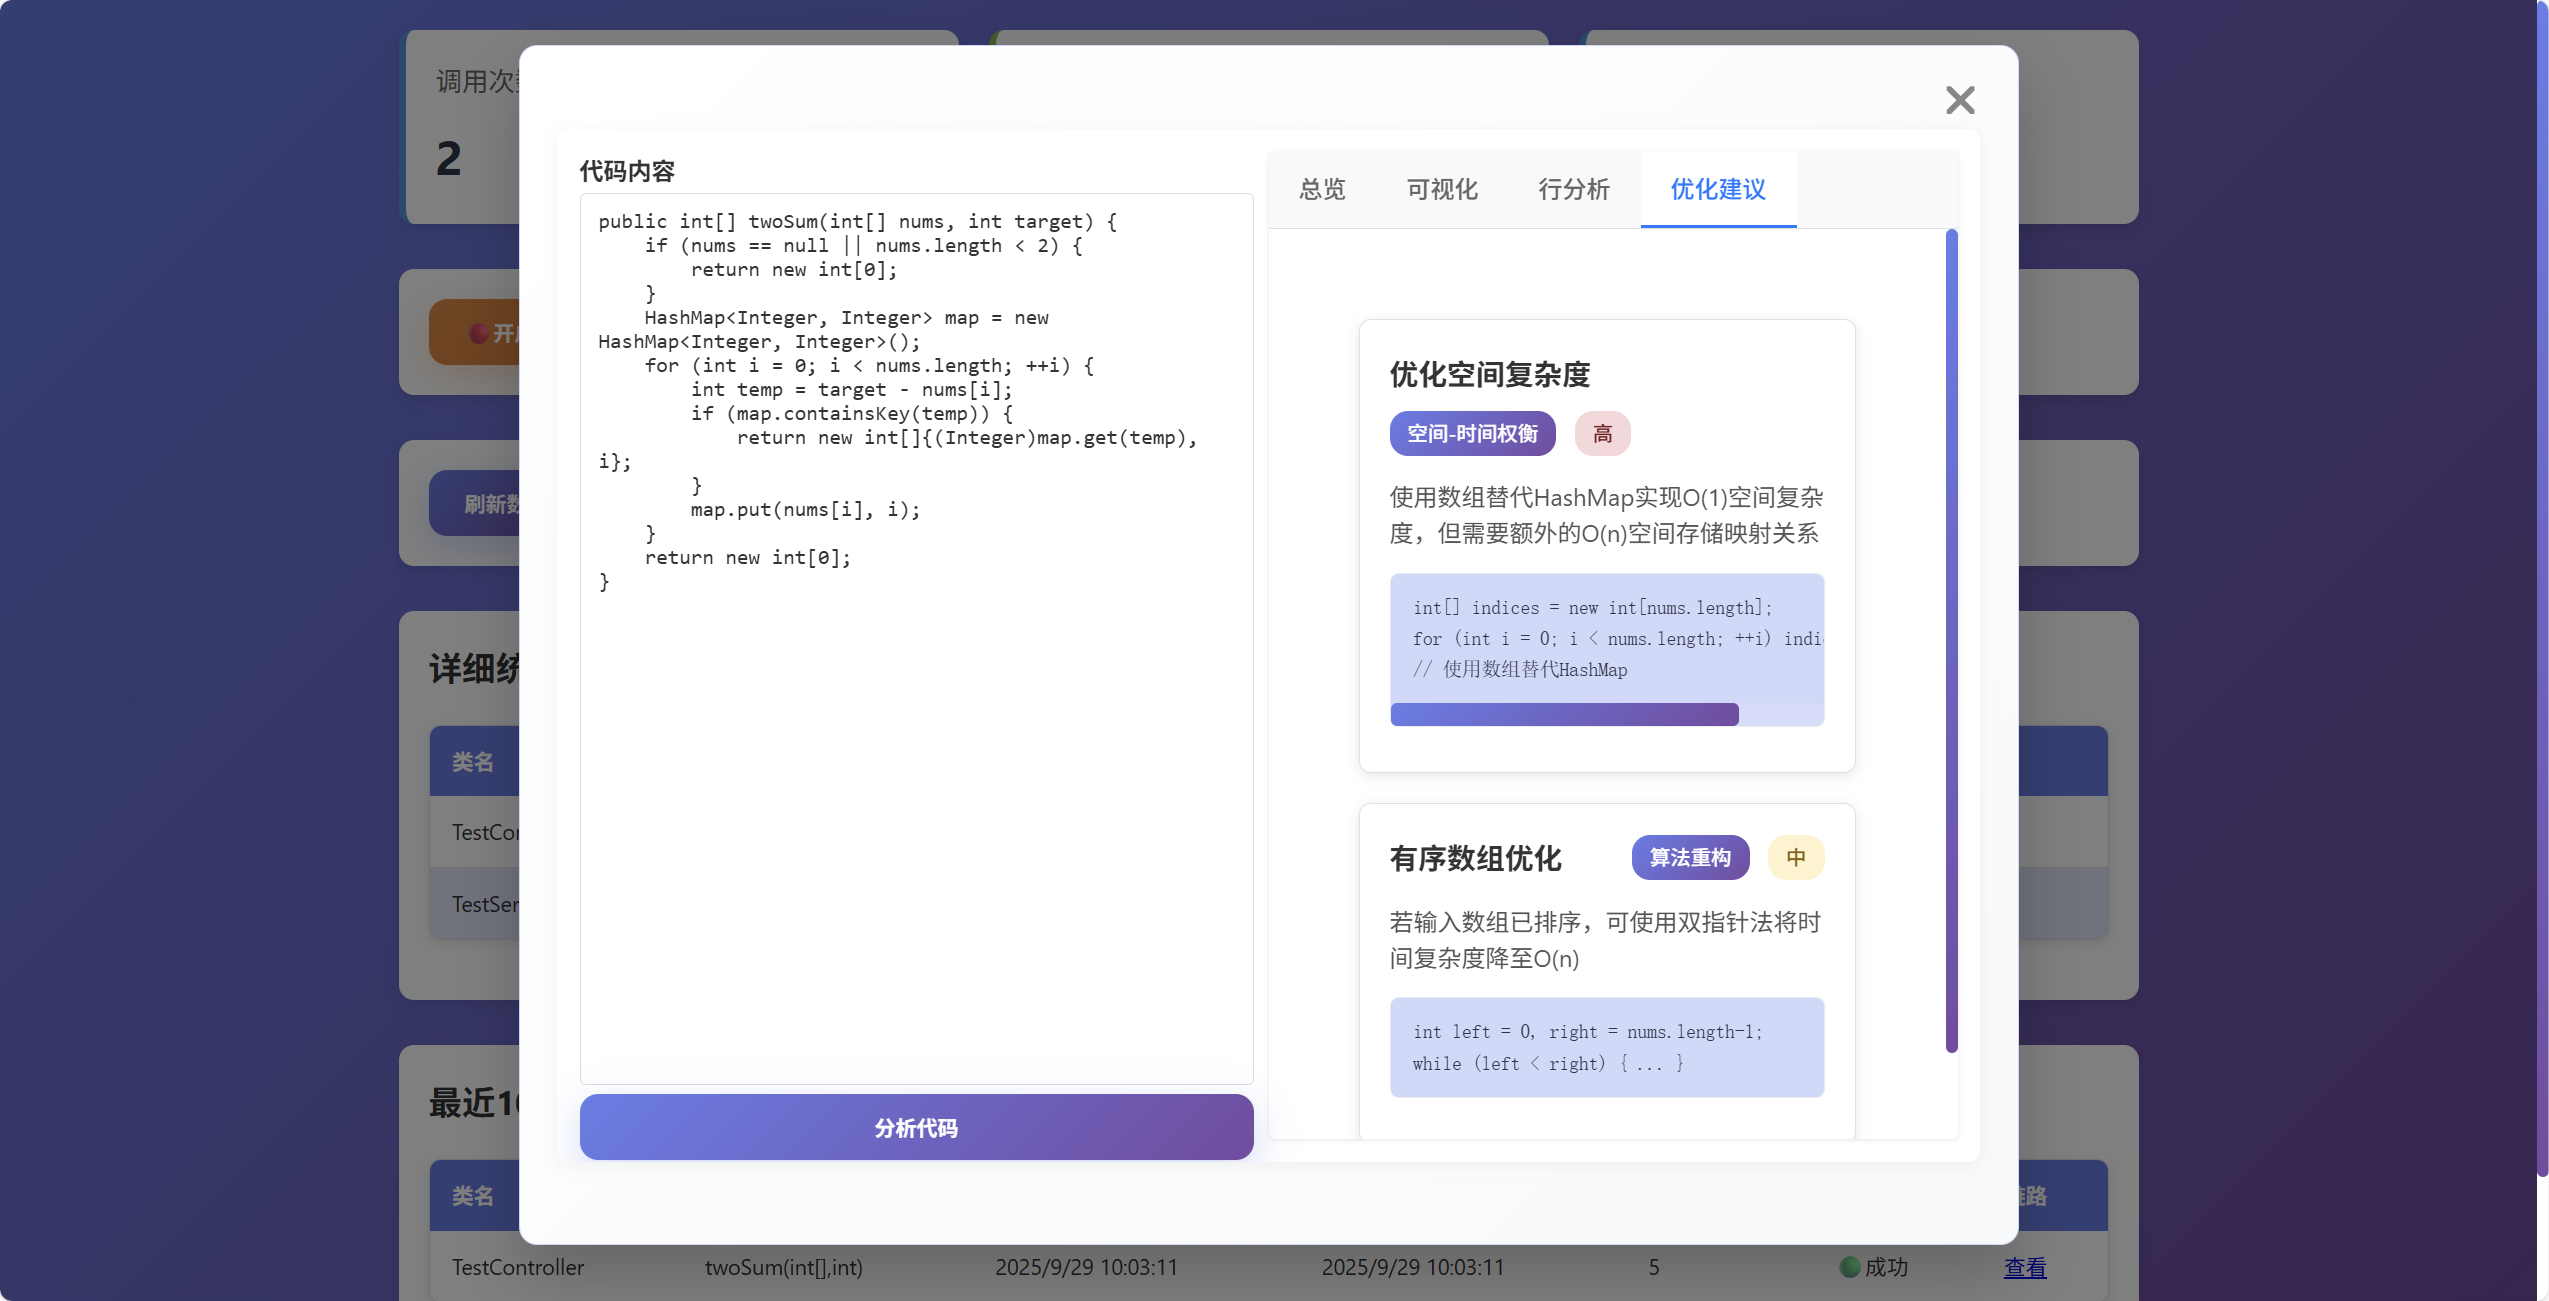 调用次
2
开
刷新数
详细统
类名
TestCo
TestSer
最近10
类名
链路
TestController twoSum(int[],int) 2025/9/29 10:03:11 2025/9/29 10:03:11 5 成功 查看
代码内容
public int[] twoSum(int[] nums, int target) {
    if (nums == null || nums.length < 2) {
        return new int[0];
    }
    HashMap<Integer, Integer> map = new
HashMap<Integer, Integer>();
    for (int i = 0; i < nums.length; ++i) {
        int temp = target - nums[i];
        if (map.containsKey(temp)) {
            return new int[]{(Integer)map.get(temp),
i};
        }
        map.put(nums[i], i);
    }
    return new int[0];
}
分析代码
总览 可视化 行分析 优化建议
优化空间复杂度
空间-时间权衡 高
使用数组替代HashMap实现O(1)空间复杂
度，但需要额外的O(n)空间存储映射关系
int[] indices = new int[nums.length];
for (int i = 0; i < nums.length; ++i) indi
// 使用数组替代HashMap
有序数组优化 算法重构 中
若输入数组已排序，可使用双指针法将时
间复杂度降至O(n)
int left = 0, right = nums.length-1;
while (left < right) { ... }